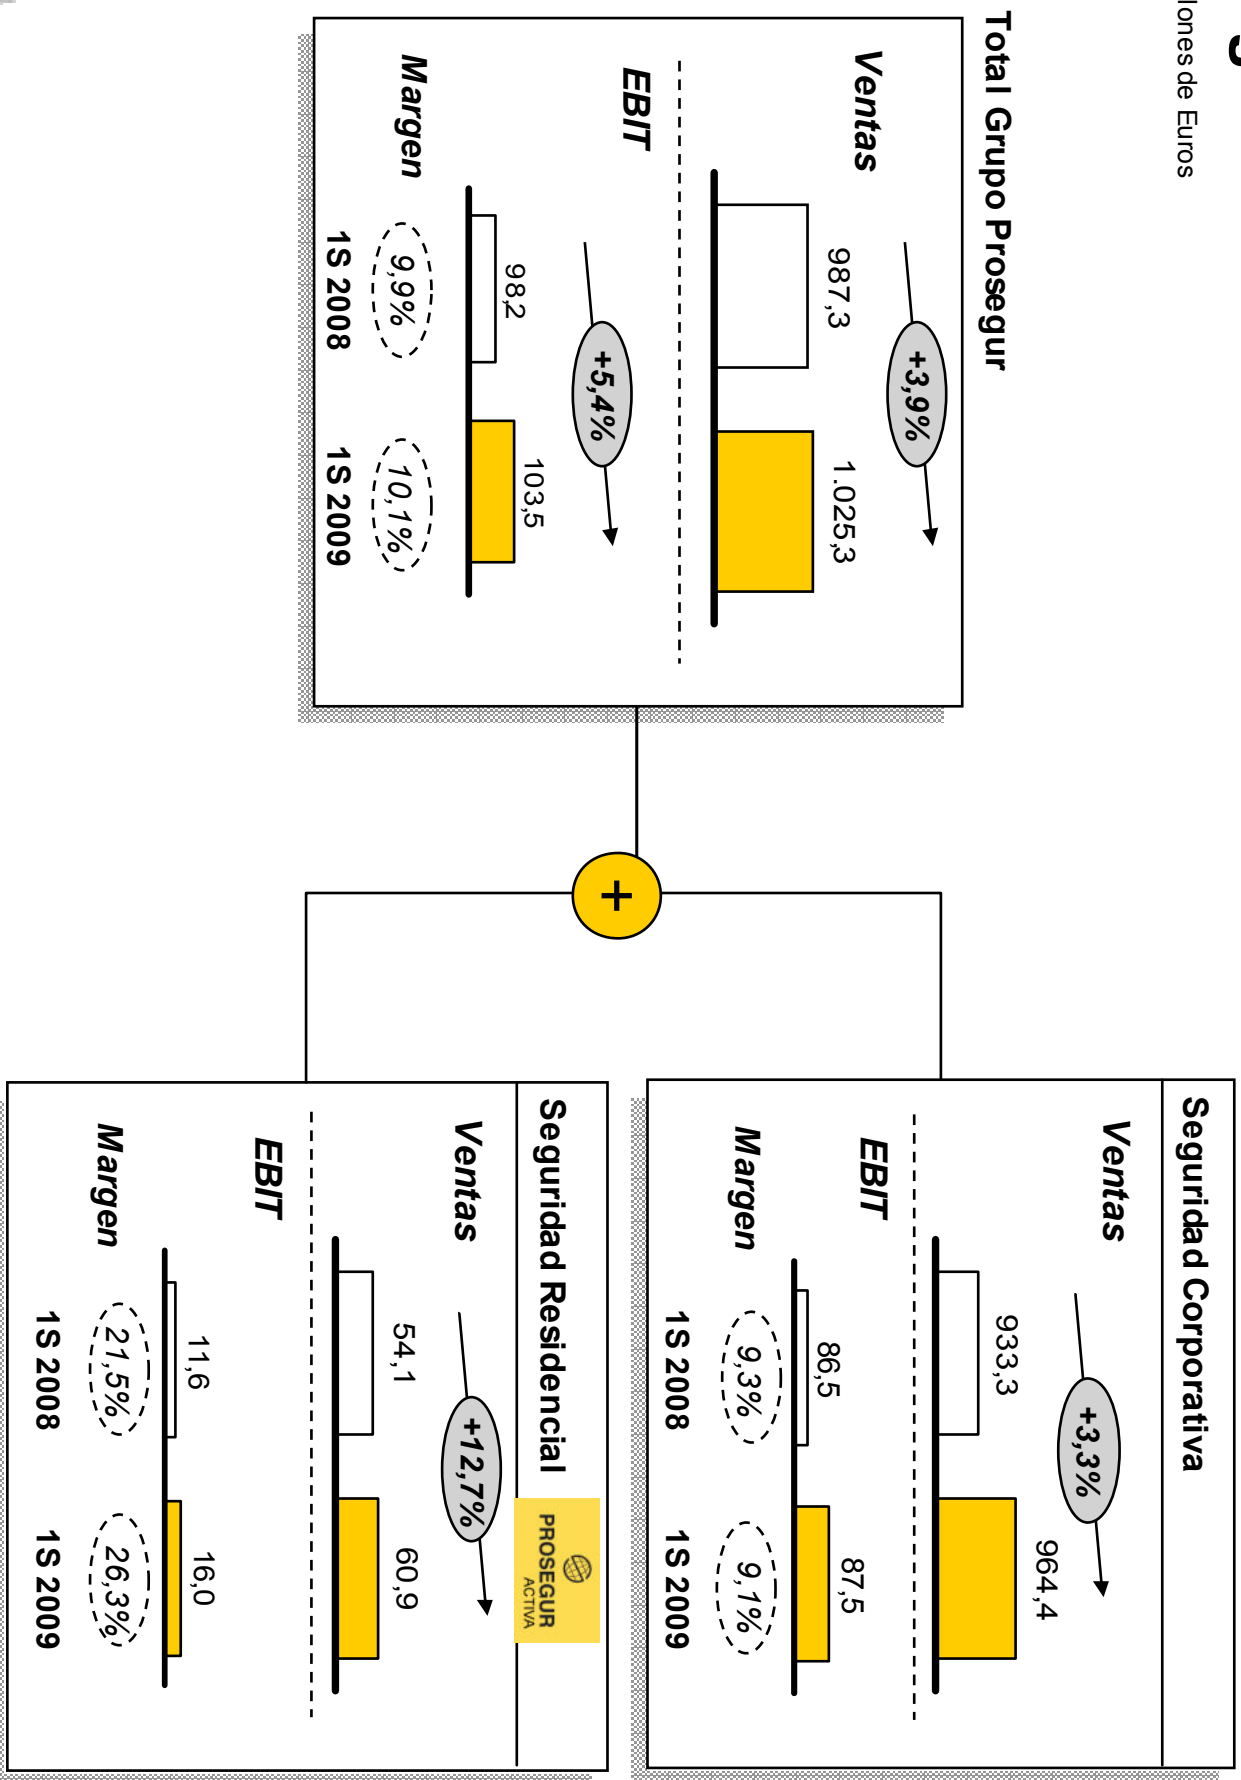 lones de Euros
Total Grupo Prosegur
Ventas
+3,9%
987,3
1.025,3
EBIT
+5,4%
98,2
103,5
Margen
9,9%
10,1%
1S 2008
1S 2009
+
Seguridad Corporativa
Ventas
+3,3%
933,3
964,4
EBIT
86,5
87,5
Margen
9,3%
9,1%
1S 2008
1S 2009
Seguridad Residencial
PROSEGUR
ACTIVA
Ventas
+12,7%
54,1
60,9
EBIT
11,6
16,0
Margen
21,5%
26,3%
1S 2008
1S 2009